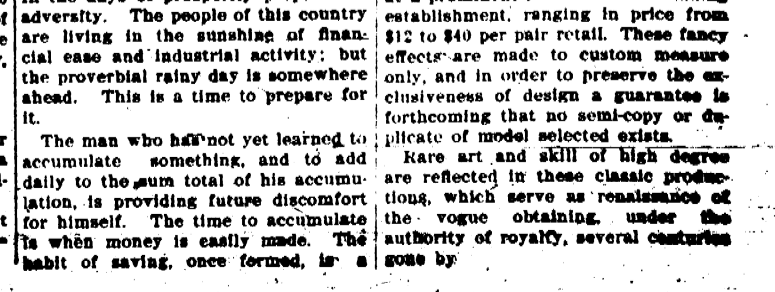 adversity. The people of this country
are living in the sunshine of finan-
cial ease and industrial activity; but
the proverbial rainy day is somewhere
ahead. This is a time to prepare for
it.
The man who has not yet learned to
accumulate something, and to add
daily to the sum total of his accumu-
lation, is providing future discomfort
for himself. The time to accumulate
is when money is easily made. The
habit of saving, once formed, is a
establishment, ranging in price from
$12 to $40 per pair retail. These fancy
effects are made to custom measure
only, and in order to preserve the ex-
clusiveness of design a guarantee is
forthcoming that no semi-copy or du-
plicate of model selected exists.
Rare art and skill of high degree
are reflected in these classic produc-
tions, which serve as renaissance of
the vogue obtaining, under the
authority of royalty, several centuries
gone by